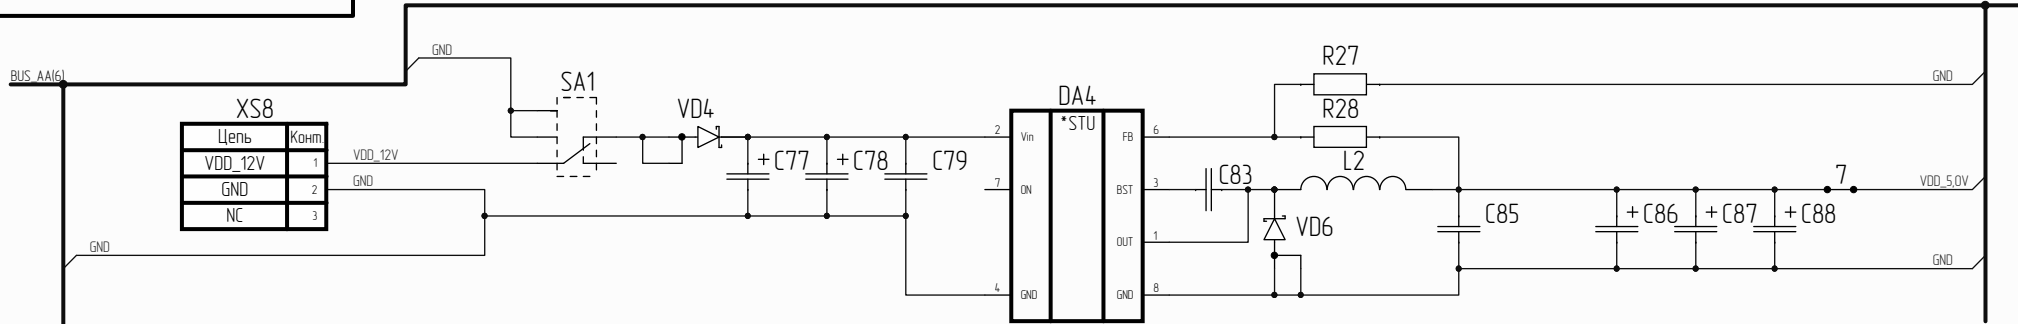 BUS_AA(6)
GND
SA1
VD4
XS8
Цепь Конт.
VDD_12V 1
GND 2
NC 3
VDD_12V
GND
GND
+ C77
+ C78
C79
DA4
*STU
2 Vin
7 ON
4 GND
FB 6
BST 3
OUT 1
GND 8
R27
GND
R28
L2
C83
VD6
C85
+ C86
+ C87
+ C88
7
VDD_5,0V
GND